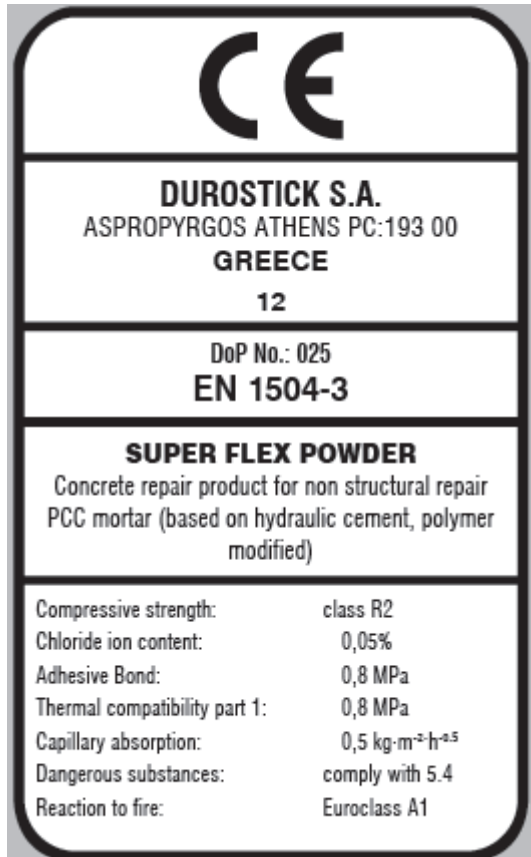 CE
DUROSTICK S.A.
ASPROPYRGOS ATHENS PC:193 00
GREECE
12
DoP No.: 025
EN 1504-3
SUPER FLEX POWDER
Concrete repair product for non structural repair
PCC mortar (based on hydraulic cement, polymer
modified)
Compressive strength: class R2
Chloride ion content: 0,05%
Adhesive Bond: 0,8 MPa
Thermal compatibility part 1: 0,8 MPa
Capillary absorption: 0,5 kg·m⁻²·h⁻⁰·⁵
Dangerous substances: comply with 5.4
Reaction to fire: Euroclass A1